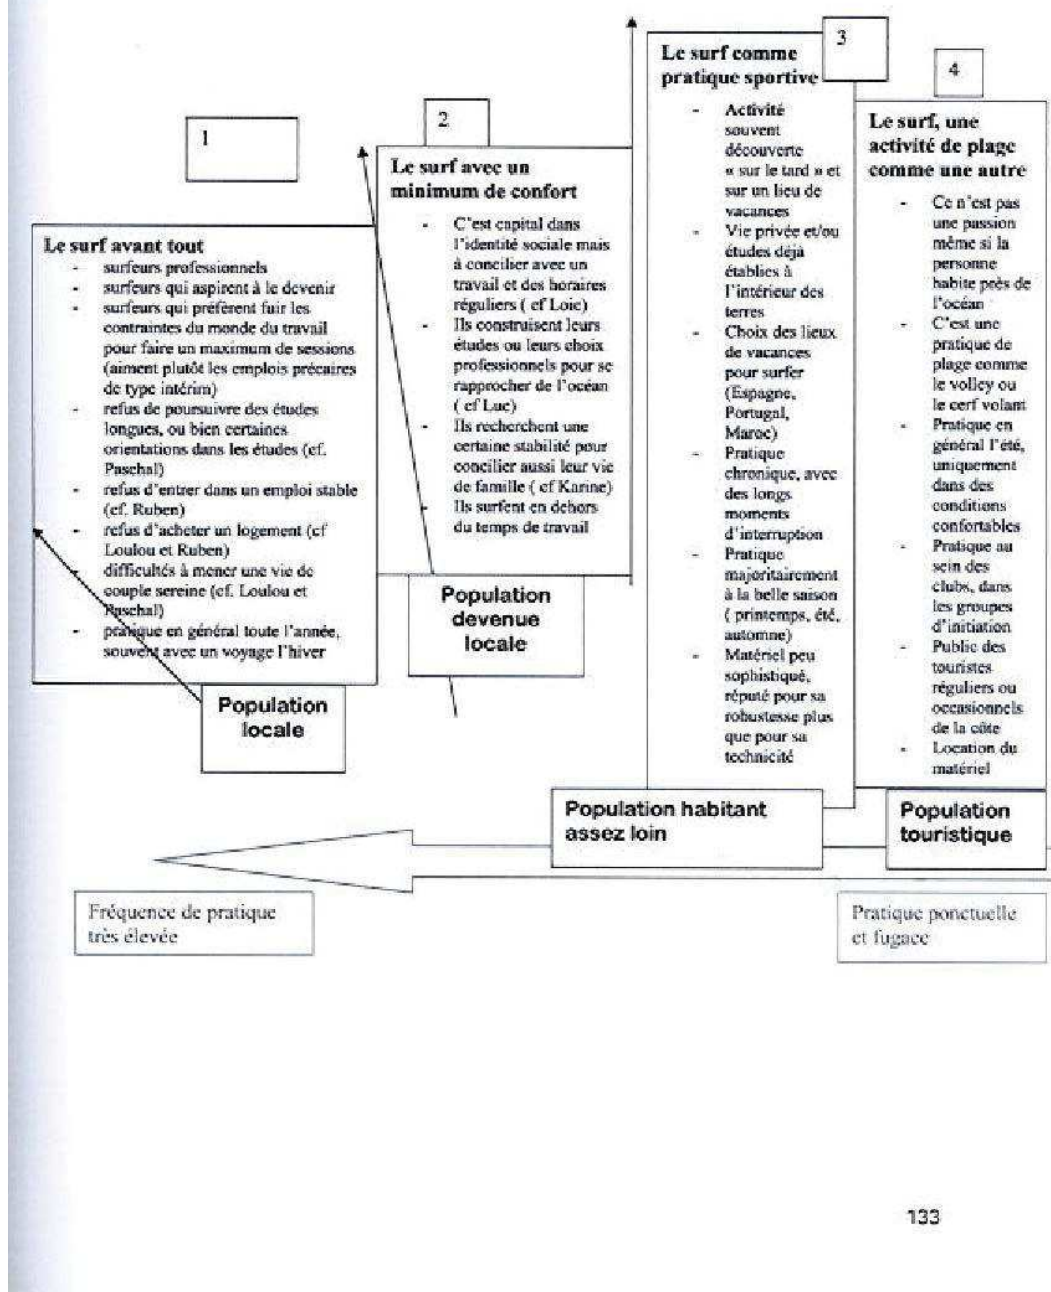 1
Le surf avant tout
- surfeurs professionnels
- surfeurs qui aspirent à le devenir
- surfeurs qui préfèrent fuir les
contraintes du monde du travail
pour faire un maximum de sessions
(aiment plutôt les emplois précaires
de type intérim)
- refus de poursuivre des études
longues, ou bien certaines
orientations dans les études (cf.
Paschal)
- refus d'entrer dans un emploi stable
(cf. Ruben)
- refus d'acheter un logement (cf
Loulou et Ruben)
- difficultés à mener une vie de
couple sereine (cf. Loulou et
Paschal)
- pratique en général toute l'année,
souvent avec un voyage l'hiver
Population
locale
2
Le surf avec un
minimum de confort
- C'est capital dans
l'identité sociale mais
à concilier avec un
travail et des horaires
réguliers ( cf Loic)
- Ils construisent leurs
études ou leurs choix
professionnels pour se
rapprocher de l'océan
( cf Luc)
- Ils recherchent une
certaine stabilité pour
concilier aussi leur vie
de famille ( cf Karine)
- Ils surfent en dehors
du temps de travail
Population
devenue
locale
3
Le surf comme
pratique sportive
- Activité
souvent
découverte
« sur le tard » et
sur un lieu de
vacances
- Vie privée et/ou
études déjà
établies à
l'intérieur des
terres
- Choix des lieux
de vacances
pour surfer
(Espagne,
Portugal,
Maroc)
- Pratique
chronique, avec
des longs
moments
d'interruption
- Pratique
majoritairement
à la belle saison
( printemps, été,
automne)
- Matériel peu
sophistiqué,
réputé pour sa
robustesse plus
que pour sa
technicité
Population habitant
assez loin
4
Le surf, une
activité de plage
comme une autre
- Ce n'est pas
une passion
même si la
personne
habite près de
l'océan
- C'est une
pratique de
plage comme
le volley ou
le cerf volant
- Pratique en
général l'été,
uniquement
dans des
conditions
confortables
- Pratique au
sein des
clubs, dans
les groupes
d'initiation
- Public des
touristes
réguliers ou
occasionnels
de la côte
- Location du
matériel
Population
touristique
Fréquence de pratique
très élevée
Pratique ponctuelle
et fugace
133